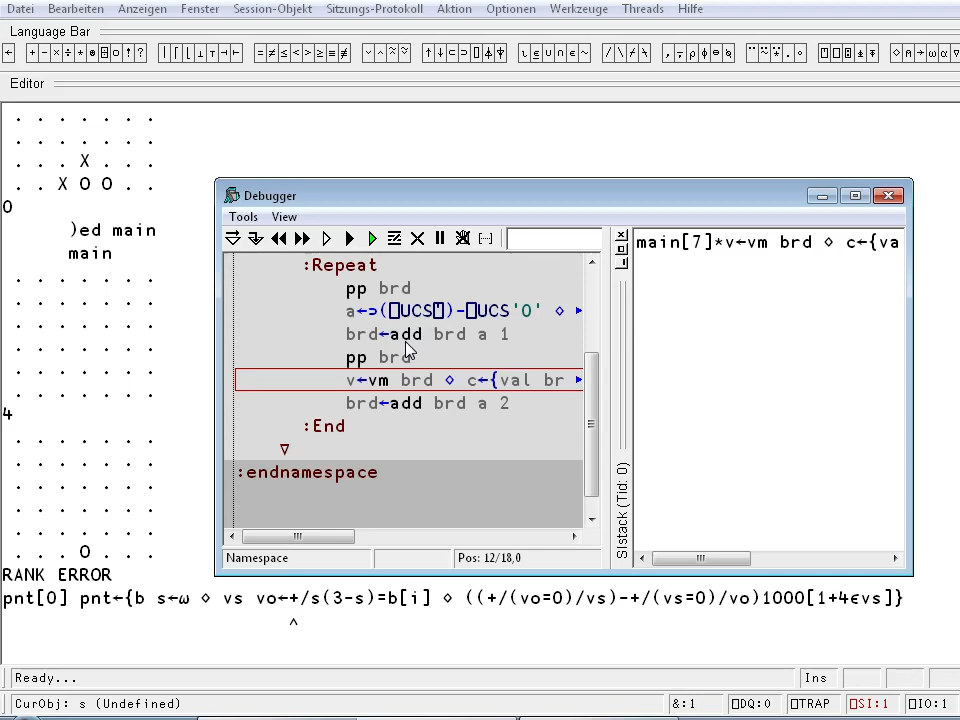 Datei Bearbeiten Anzeigen Fenster Session-Objekt Sitzungs-Protokoll Aktion Optionen Werkzeuge Threads Hilfe
Language Bar
Editor
. . . . . . .
. . . . . . .
. . . X . . .
. . X O O . .
O
)ed main
main
. . . . . . .
. . . . . . .
. . . . . . .
. . . . . . .
. . . . . . .
. . . . . . .
4
. . . . . . .
. . . . . . .
. . . . . . .
. . . . . . .
. . . . . . .
. . . O . . .
RANK ERROR
pnt[0] pnt←{b s←⍵ ⋄ vs vo←+/s(3-s)=b[i] ⋄ ((+/(vo=0)/vs)-+/(vs=0)/vo)1000[1+4∊vs]}
^
Debugger
Tools View
:Repeat
pp brd
a←⊃(⎕UCS⍞)-⎕UCS'0' ⋄
brd←add brd a 1
pp brd
v←vm brd ⋄ c←{val br
brd←add brd a 2
:End
∇
:endnamespace
Namespace
Pos: 12/18,0
SIstack (Tid: 0)
main[7]*v←vm brd ⋄ c←{va
Ready...
Ins
CurObj: s (Undefined)
&:1
⎕DQ:0
⎕TRAP
⎕SI:1
⎕IO:1